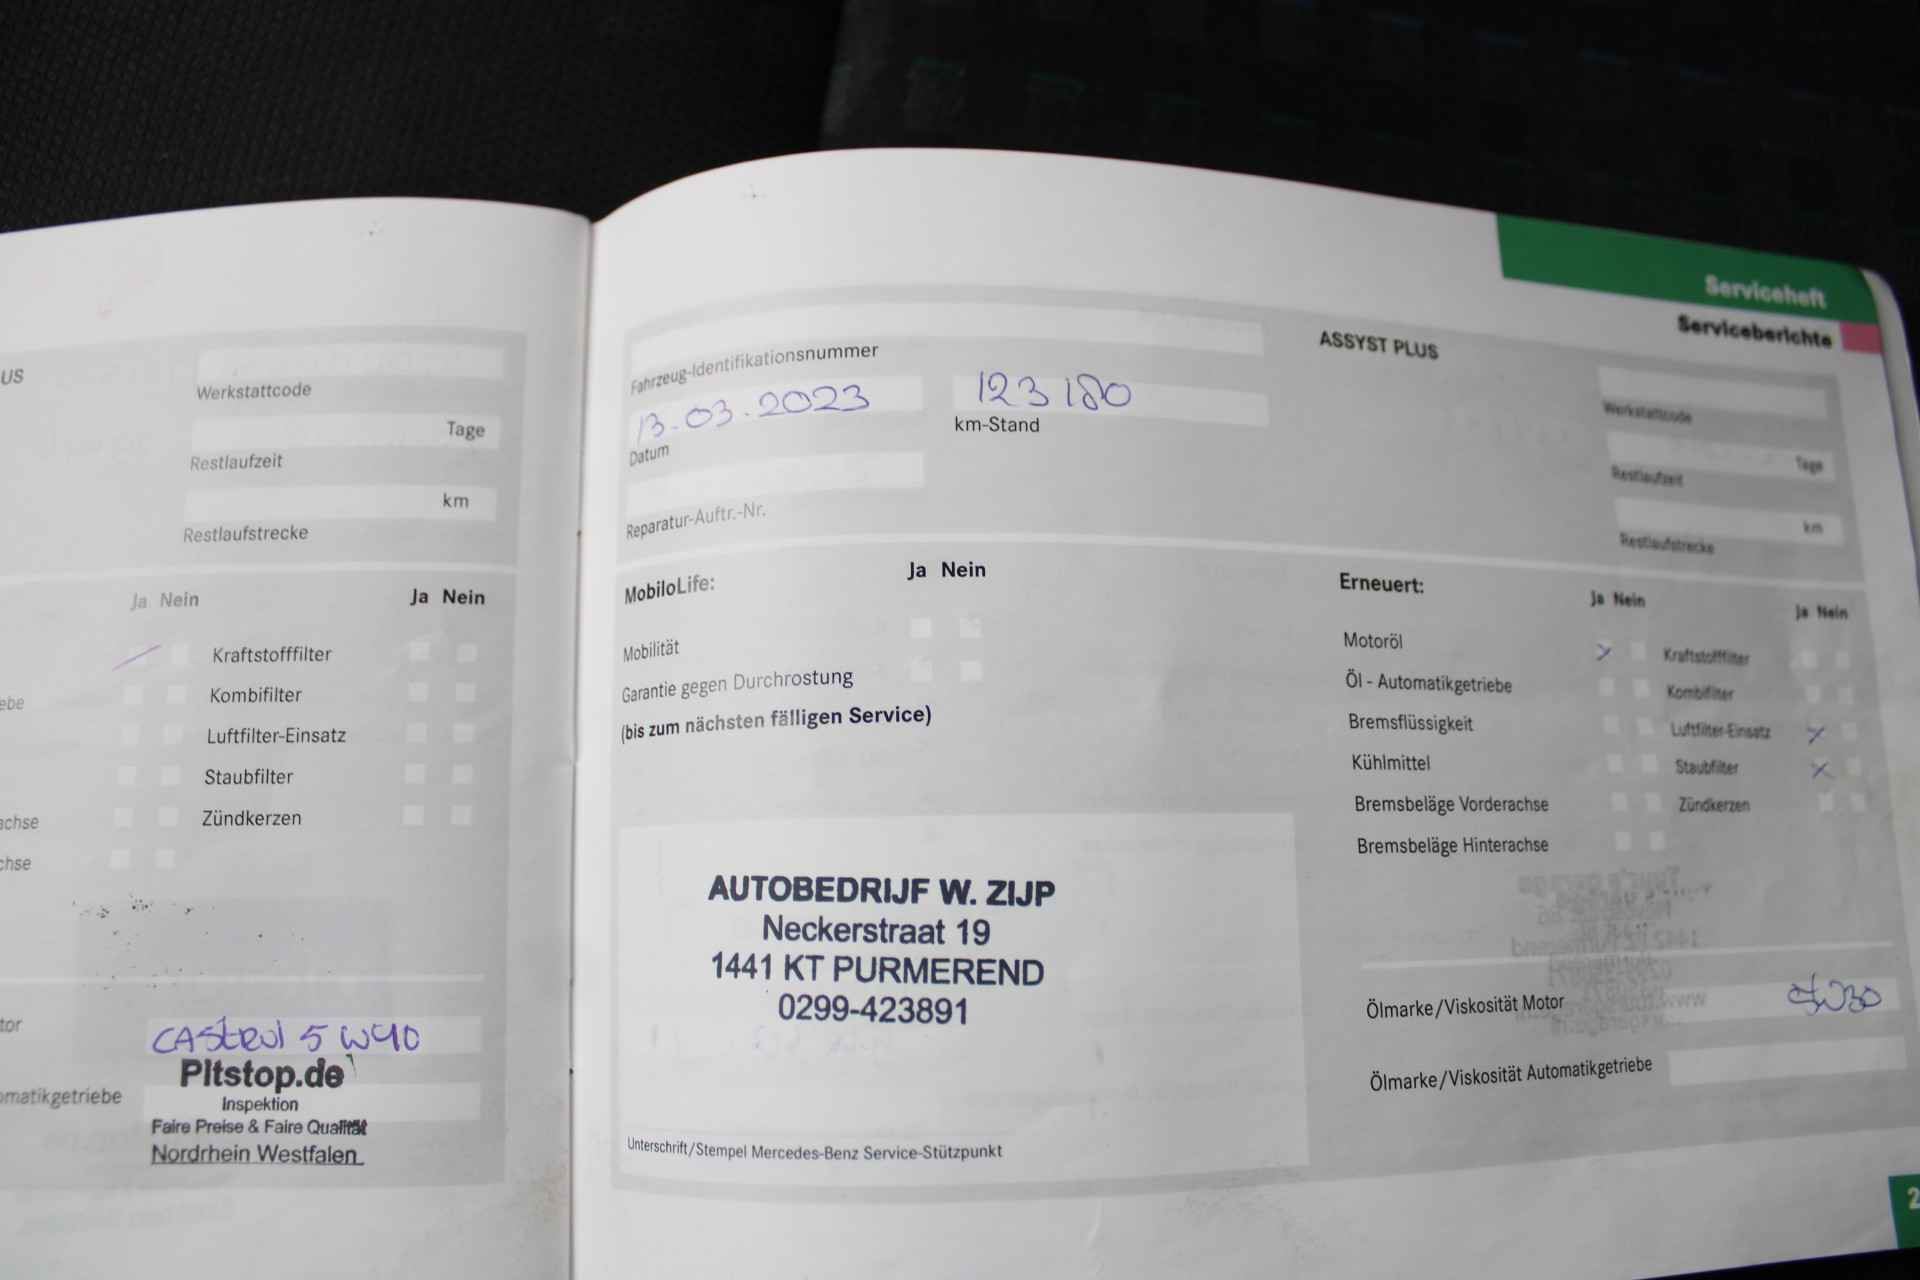 US
Werkstattcode
Tage
Restlaufzeit
km
Restlaufstrecke
Ja Nein
Ja Nein
Kraftstofffilter
ebe
Kombifilter
Luftfilter-Einsatz
Staubfilter
achse
Zündkerzen
chse
tor
CAStrol 5 W40
PItstop.de
omatikgetriebe
Inspektion
Faire Preise & Faire Qualität
Nordrhein Westfalen
Serviceheft
Serviceberichte
Fahrzeug-Identifikationsnummer
ASSYST PLUS
13.03.2023
123180
Datum
km-Stand
Reparatur-Auftr.-Nr.
Werkstattcode
Tage
Restlaufzeit
km
Restlaufstrecke
MobiloLife:
Ja Nein
Mobilität
Garantie gegen Durchrostung
(bis zum nächsten fälligen Service)
Erneuert:
Ja Nein
Ja Nein
Motoröl
Kraftstofffilter
Öl - Automatikgetriebe
Kombifilter
Bremsflüssigkeit
Luftfilter-Einsatz
Kühlmittel
Staubfilter
Bremsbeläge Vorderachse
Zündkerzen
Bremsbeläge Hinterachse
AUTOBEDRIJF W. ZIJP
Neckerstraat 19
1441 KT PURMEREND
0299-423891
Unterschrift/Stempel Mercedes-Benz Service-Stützpunkt
Ölmarke/Viskosität Motor
5W30
Ölmarke/Viskosität Automatikgetriebe
2